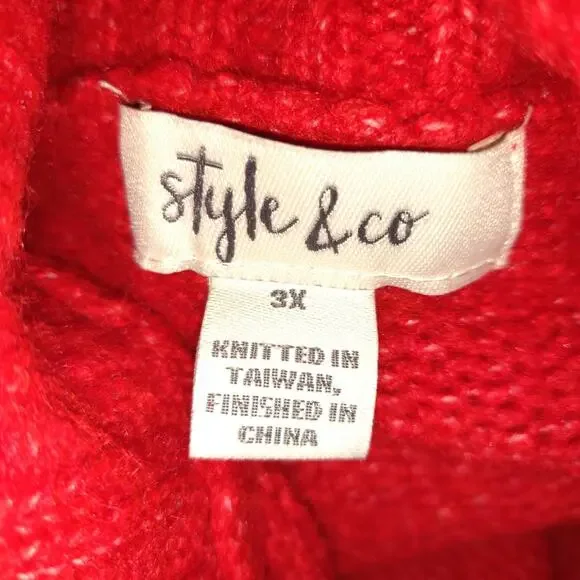 style & co
3X
KNITTED IN
TAIWAN,
FINISHED IN
CHINA